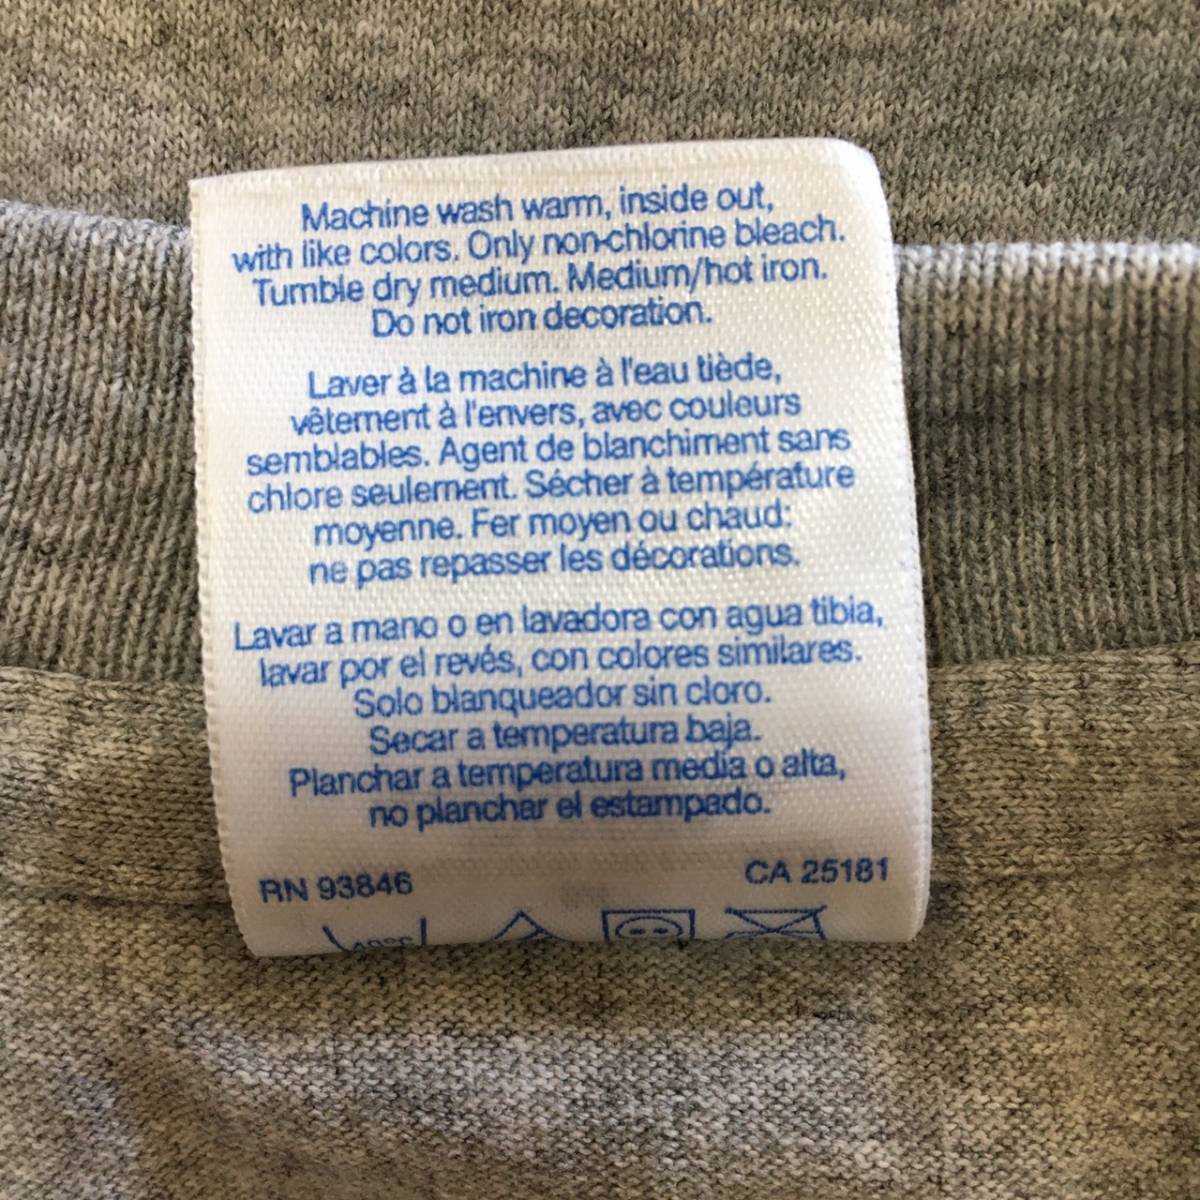 Machine wash warm, inside out,
with like colors. Only non-chlorine bleach.
Tumble dry medium. Medium/hot iron.
Do not iron decoration.
Laver à la machine à l'eau tiède,
vêtement à l'envers, avec couleurs
semblables. Agent de blanchiment sans
chlore seulement. Sécher à température
moyenne. Fer moyen ou chaud:
ne pas repasser les décorations.
Lavar a mano o en lavadora con agua tibia,
lavar por el revés, con colores similares.
Solo blanqueador sin cloro.
Secar a temperatura baja.
Planchar a temperatura media o alta,
no planchar el estampado.
RN 93846 CA 25181